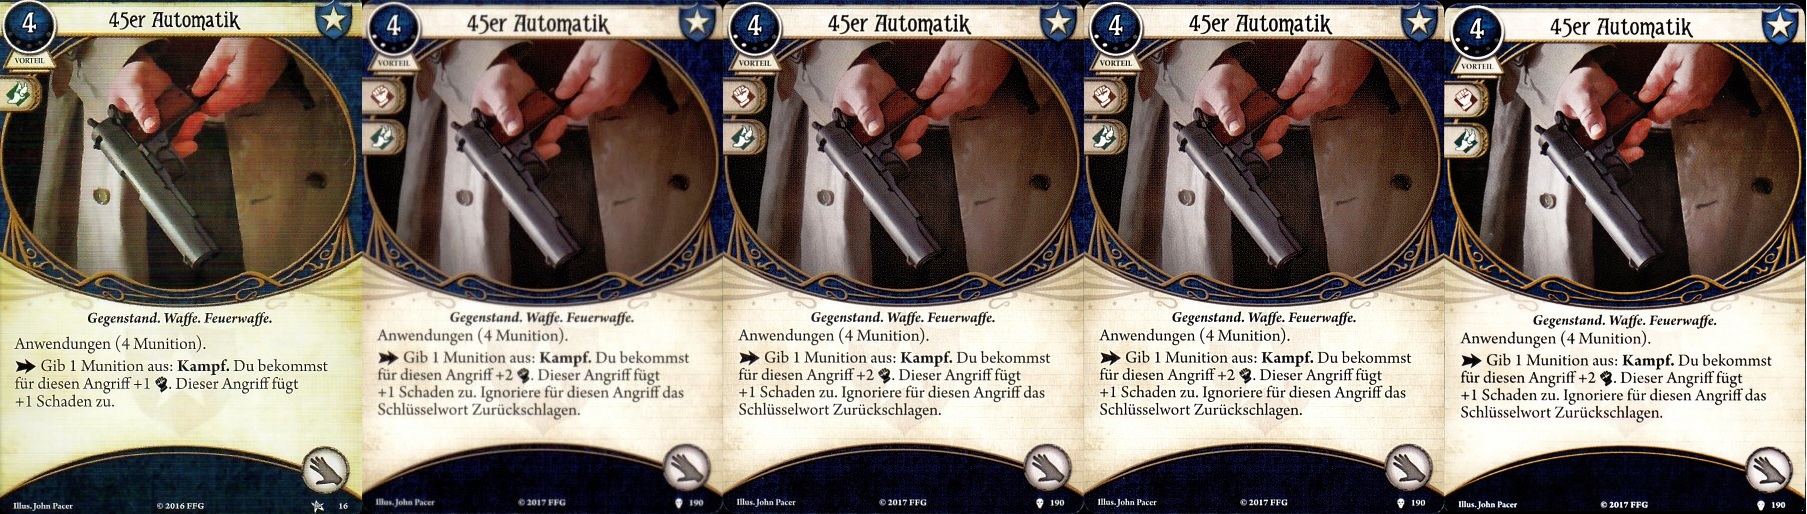 4
45er Automatik
VORTEIL
Gegenstand. Waffe. Feuerwaffe.
Anwendungen (4 Munition).
Gib 1 Munition aus: Kampf. Du bekommst
für diesen Angriff +1 . Dieser Angriff fügt
+1 Schaden zu.
Illus. John Pacer
© 2016 FFG
16
4
45er Automatik
VORTEIL
Gegenstand. Waffe. Feuerwaffe.
Anwendungen (4 Munition).
Gib 1 Munition aus: Kampf. Du bekommst
für diesen Angriff +2 . Dieser Angriff fügt
+1 Schaden zu. Ignoriere für diesen Angriff das
Schlüsselwort Zurückschlagen.
Illus. John Pacer
© 2017 FFG
190
4
45er Automatik
VORTEIL
Gegenstand. Waffe. Feuerwaffe.
Anwendungen (4 Munition).
Gib 1 Munition aus: Kampf. Du bekommst
für diesen Angriff +2 . Dieser Angriff fügt
+1 Schaden zu. Ignoriere für diesen Angriff das
Schlüsselwort Zurückschlagen.
Illus. John Pacer
© 2017 FFG
190
4
45er Automatik
VORTEIL
Gegenstand. Waffe. Feuerwaffe.
Anwendungen (4 Munition).
Gib 1 Munition aus: Kampf. Du bekommst
für diesen Angriff +2 . Dieser Angriff fügt
+1 Schaden zu. Ignoriere für diesen Angriff das
Schlüsselwort Zurückschlagen.
Illus. John Pacer
© 2017 FFG
190
4
45er Automatik
VORTEIL
Gegenstand. Waffe. Feuerwaffe.
Anwendungen (4 Munition).
Gib 1 Munition aus: Kampf. Du bekommst
für diesen Angriff +2 . Dieser Angriff fügt
+1 Schaden zu. Ignoriere für diesen Angriff das
Schlüsselwort Zurückschlagen.
Illus. John Pacer
© 2017 FFG
190